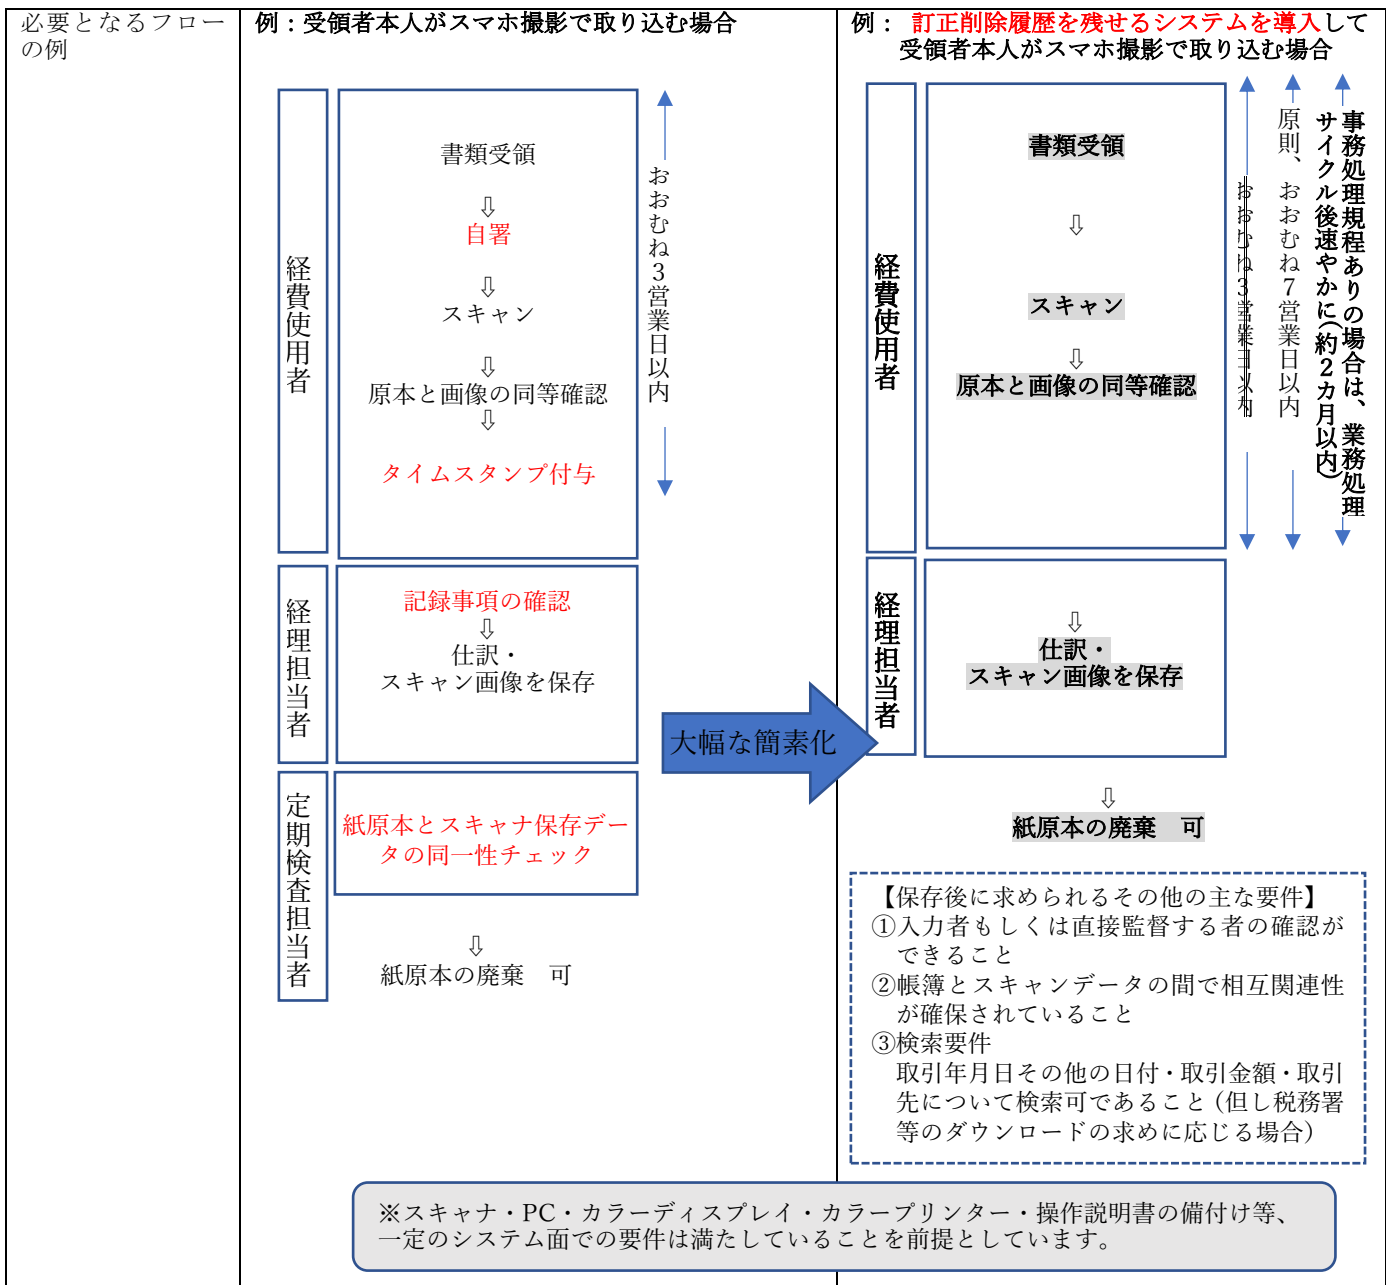 必要となるフロー
の例
例：受領者本人がスマホ撮影で取り込む場合
経費使用者
書類受領
⇩
自署
⇩
スキャン
⇩
原本と画像の同等確認
⇩
タイムスタンプ付与
おおむね３営業日以内
経理担当者
記録事項の確認
⇩
仕訳・
スキャン画像を保存
定期検査担当者
紙原本とスキャナ保存デー
タの同一性チェック
⇩
紙原本の廃棄　可
大幅な簡素化
例： 訂正削除履歴を残せるシステムを導入して
受領者本人がスマホ撮影で取り込む場合
経費使用者
書類受領
⇩
スキャン
⇩
原本と画像の同等確認
おおむね３営業日以内
原則、おおむね７営業日以内
事務処理規程ありの場合は、業務処理
サイクル後速やかに(約２カ月以内)
経理担当者
⇩
仕訳・
スキャン画像を保存
⇩
紙原本の廃棄　可
【保存後に求められるその他の主な要件】
①入力者もしくは直接監督する者の確認が
できること
②帳簿とスキャンデータの間で相互関連性
が確保されていること
③検索要件
取引年月日その他の日付・取引金額・取引
先について検索可であること（但し税務署
等のダウンロードの求めに応じる場合）
※スキャナ・PC・カラーディスプレイ・カラープリンター・操作説明書の備付け等、
一定のシステム面での要件は満たしていることを前提としています。